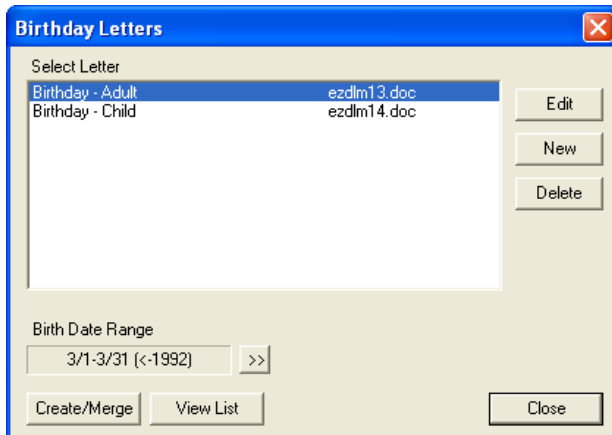 Birthday Letters
Select Letter
Birthday - Adult ezdlm13.doc
Birthday - Child ezdlm14.doc
Edit
New
Delete
Birth Date Range
3/1-3/31 (<-1992) >>
Create/Merge View List Close